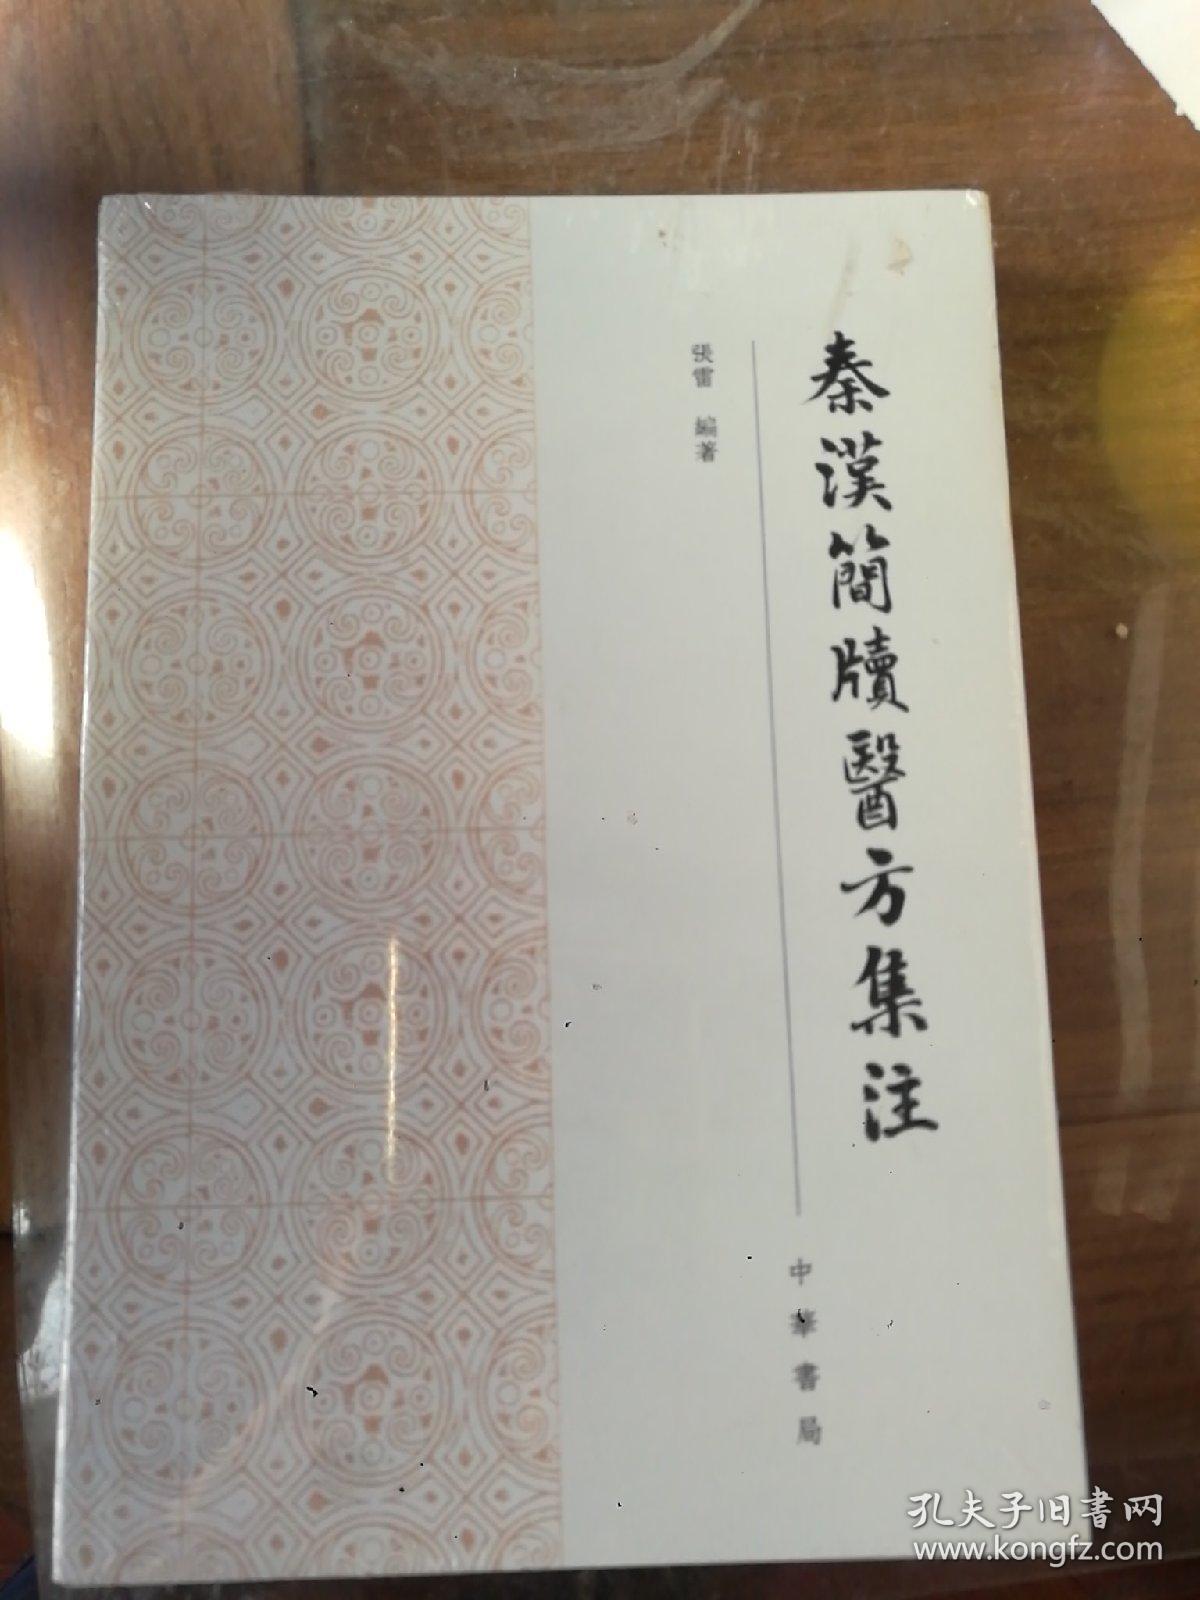 秦漢簡牘醫方集注
張雷 編著
中華書局
孔夫子旧書网
www.kongfz.com